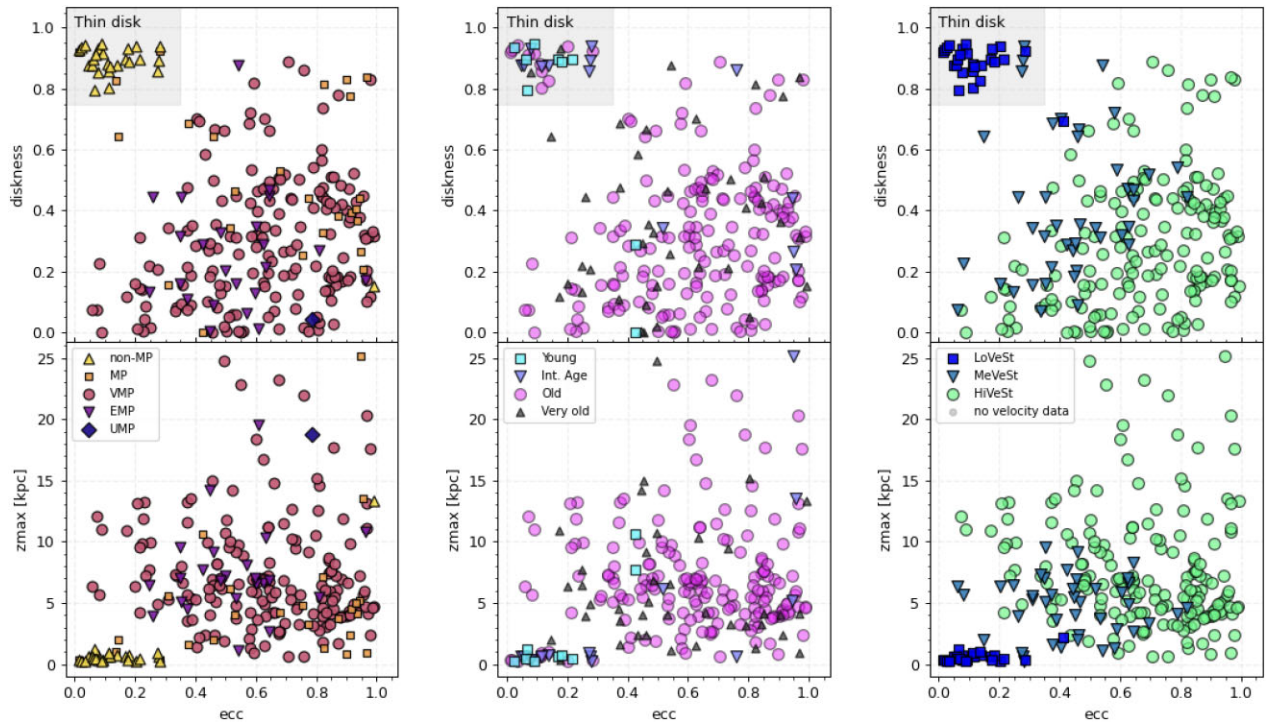 Thin disk
1.0
0.8
0.6
0.4
0.2
0.0
diskness
Thin disk
1.0
0.8
0.6
0.4
0.2
0.0
diskness
Thin disk
1.0
0.8
0.6
0.4
0.2
0.0
diskness
non-MP
MP
VMP
EMP
UMP
25
20
15
10
5
0
zmax [kpc]
0.0 0.2 0.4 0.6 0.8 1.0
ecc
Young
Int. Age
Old
Very old
25
20
15
10
5
0
zmax [kpc]
0.0 0.2 0.4 0.6 0.8 1.0
ecc
LoVeSt
MeVeSt
HiVeSt
no velocity data
25
20
15
10
5
0
zmax [kpc]
0.0 0.2 0.4 0.6 0.8 1.0
ecc